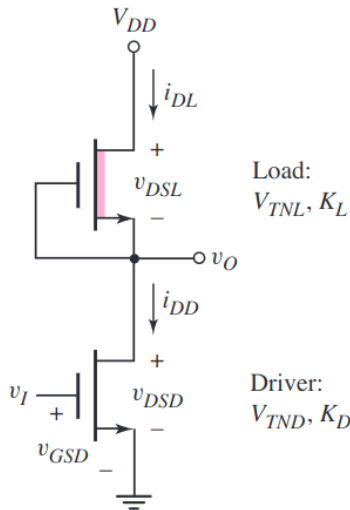 V_DD
i_DL
+
v_DSL
−
Load:
V_TNL, K_L
v_O
i_DD
+
v_DSD
−
Driver:
V_TND, K_D
v_I
+
v_GSD
−